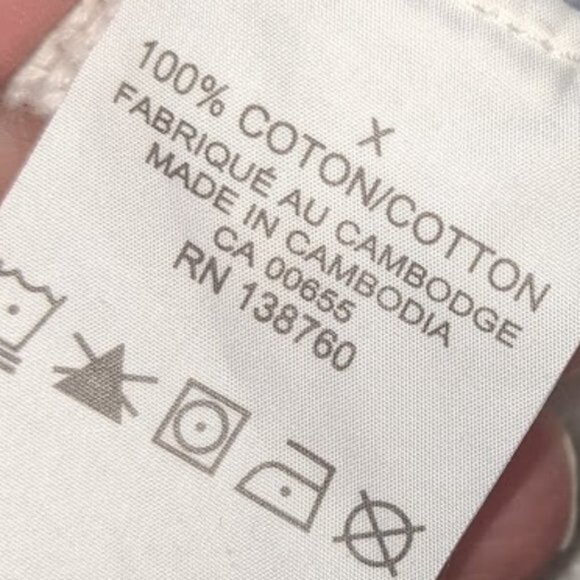 X
100% COTON/COTTON
FABRIQUÉ AU CAMBODGE
MADE IN CAMBODIA
CA 00655
RN 138760